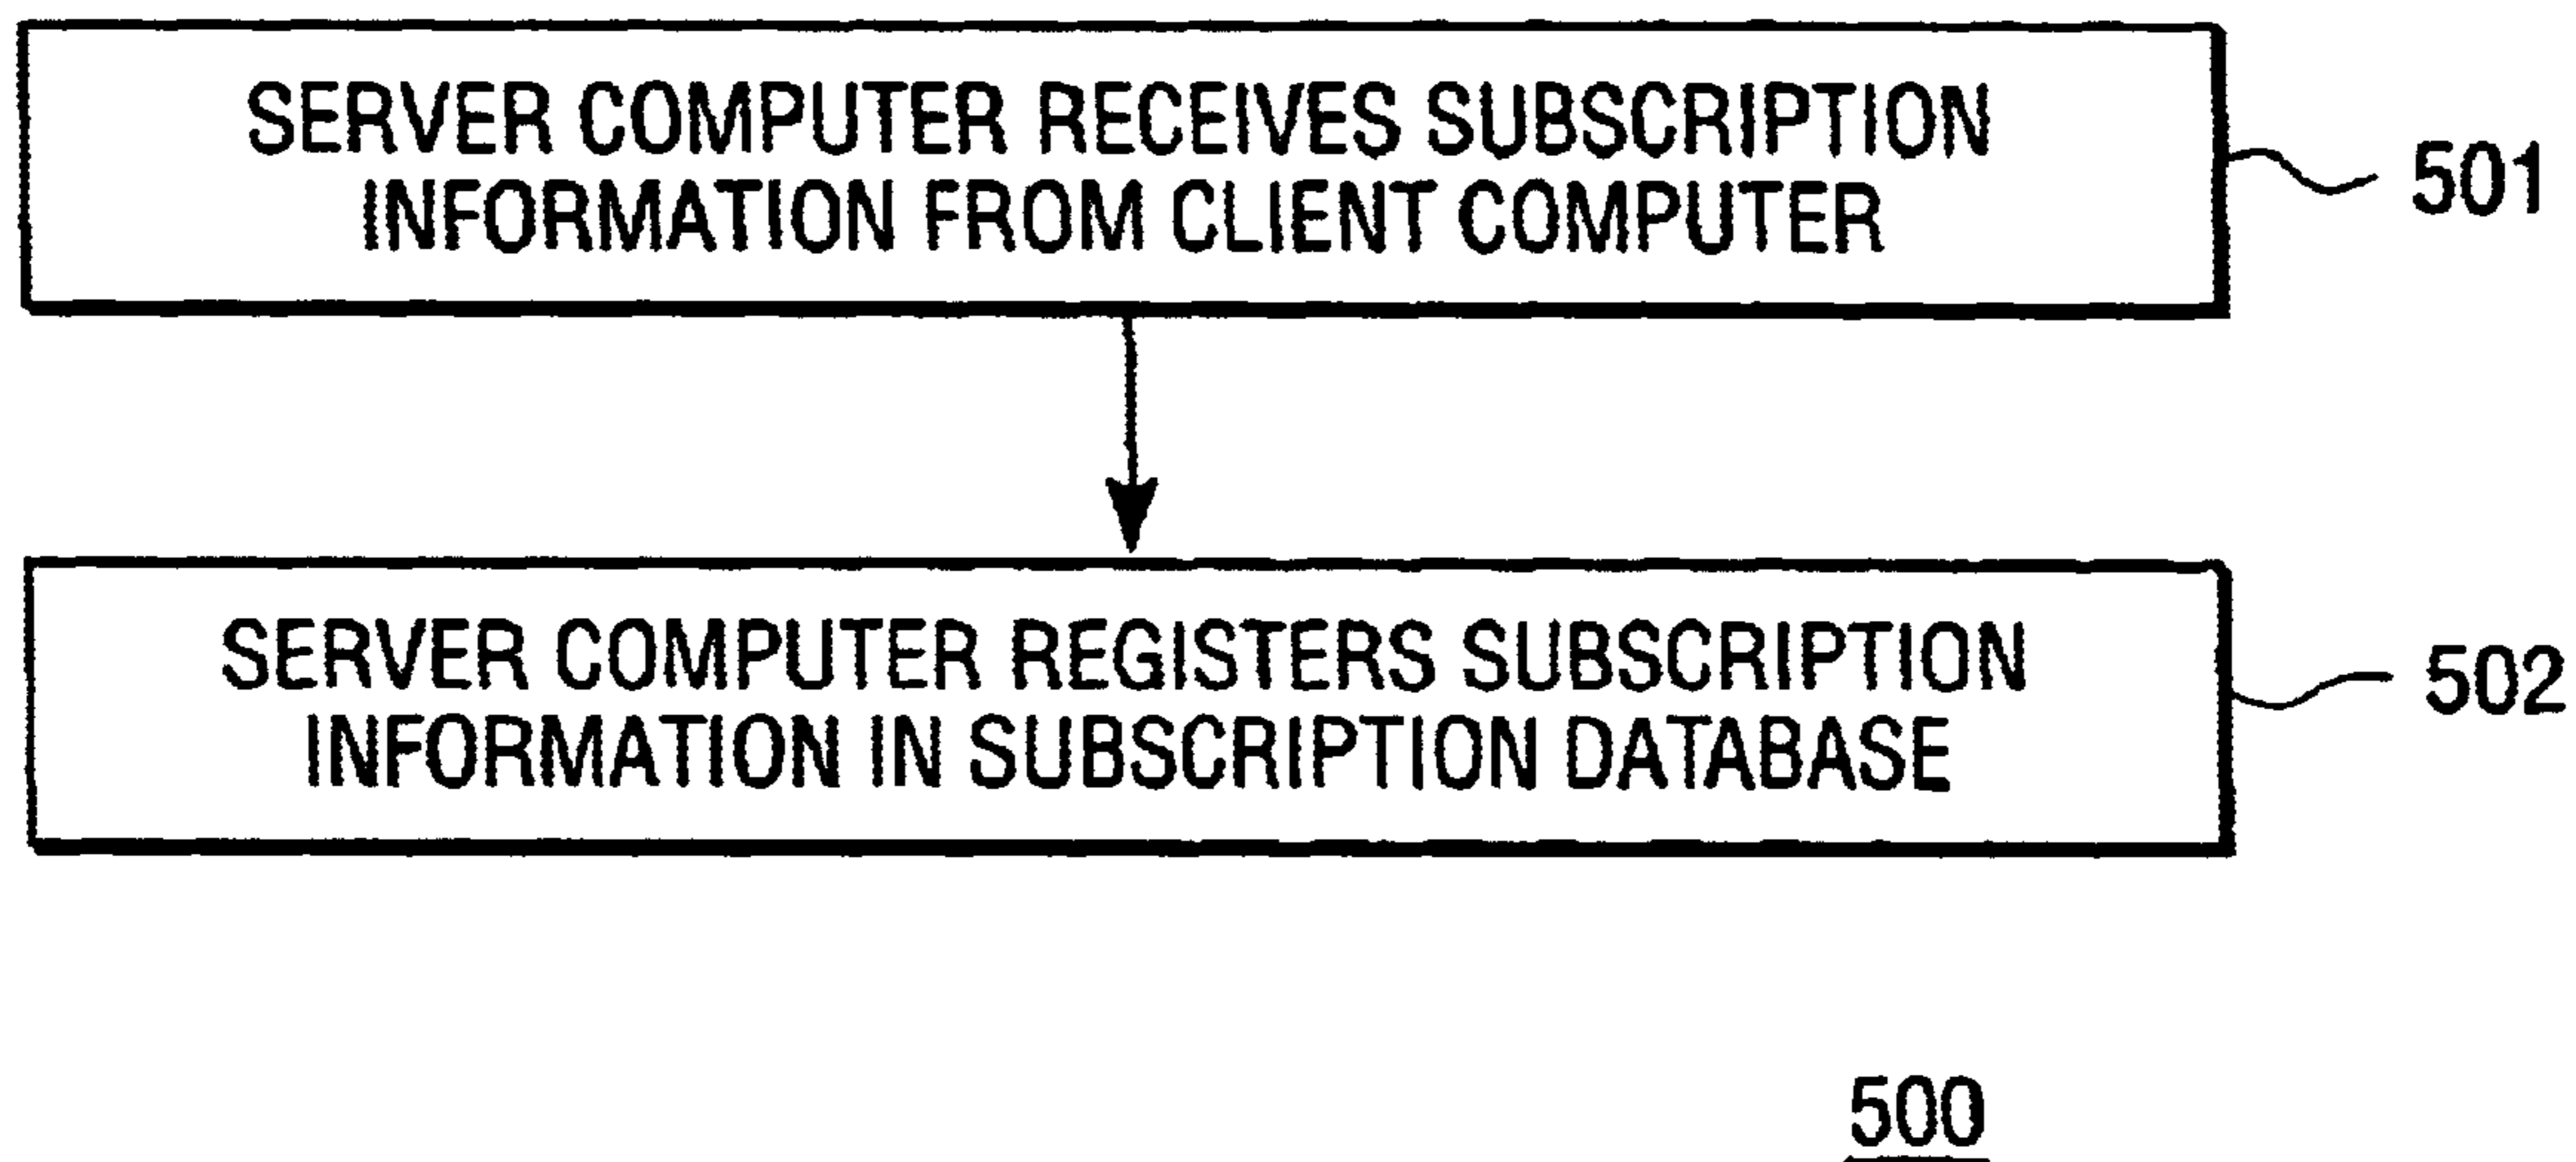 SERVER COMPUTER RECEIVES SUBSCRIPTION
INFORMATION FROM CLIENT COMPUTER
501
SERVER COMPUTER REGISTERS SUBSCRIPTION
INFORMATION IN SUBSCRIPTION DATABASE
502
500